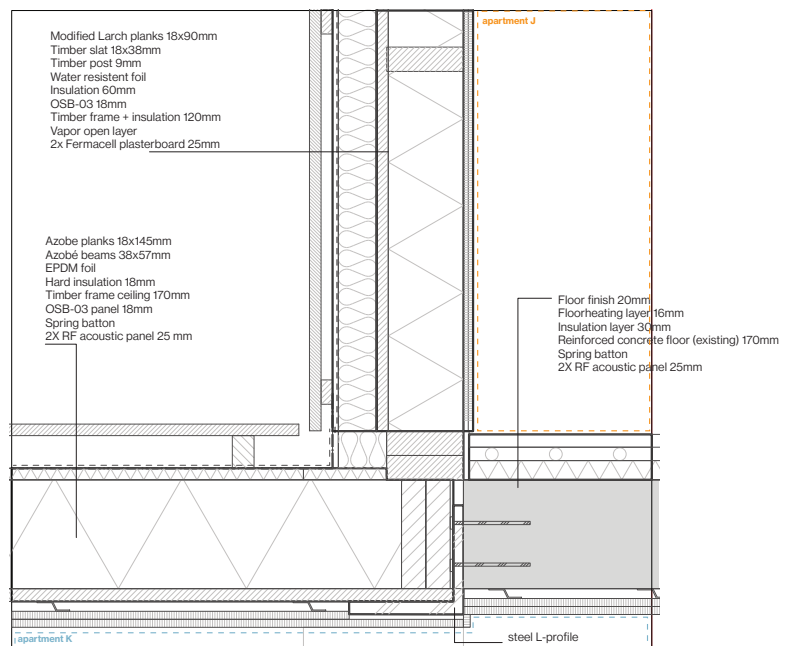 apartment J
Modified Larch planks 18x90mm
Timber slat 18x38mm
Timber post 9mm
Water resistent foil
Insulation 60mm
OSB-03 18mm
Timber frame + insulation 120mm
Vapor open layer
2x Fermacell plasterboard 25mm
Azobe planks 18x145mm
Azobé beams 38x57mm
EPDM foil
Hard insulation 18mm
Timber frame ceiling 170mm
OSB-03 panel 18mm
Spring batton
2X RF acoustic panel 25 mm
Floor finish 20mm
Floorheating layer 16mm
Insulation layer 30mm
Reinforced concrete floor (existing) 170mm
Spring batton
2X RF acoustic panel 25mm
steel L-profile
apartment K